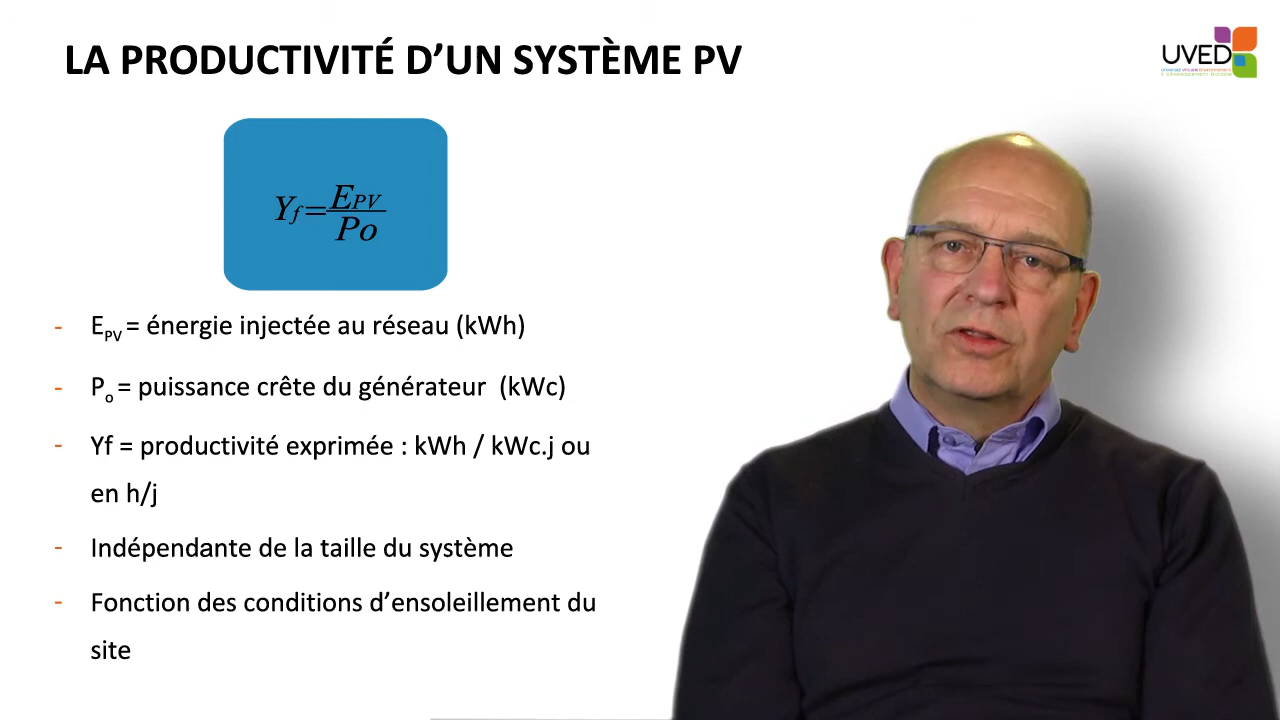 LA PRODUCTIVITÉ D’UN SYSTÈME PV
UVED
Yf=EPV/Po
- EPV = énergie injectée au réseau (kWh)
- Po = puissance crête du générateur (kWc)
- Yf = productivité exprimée : kWh / kWc.j ou
en h/j
- Indépendante de la taille du système
- Fonction des conditions d’ensoleillement du
site